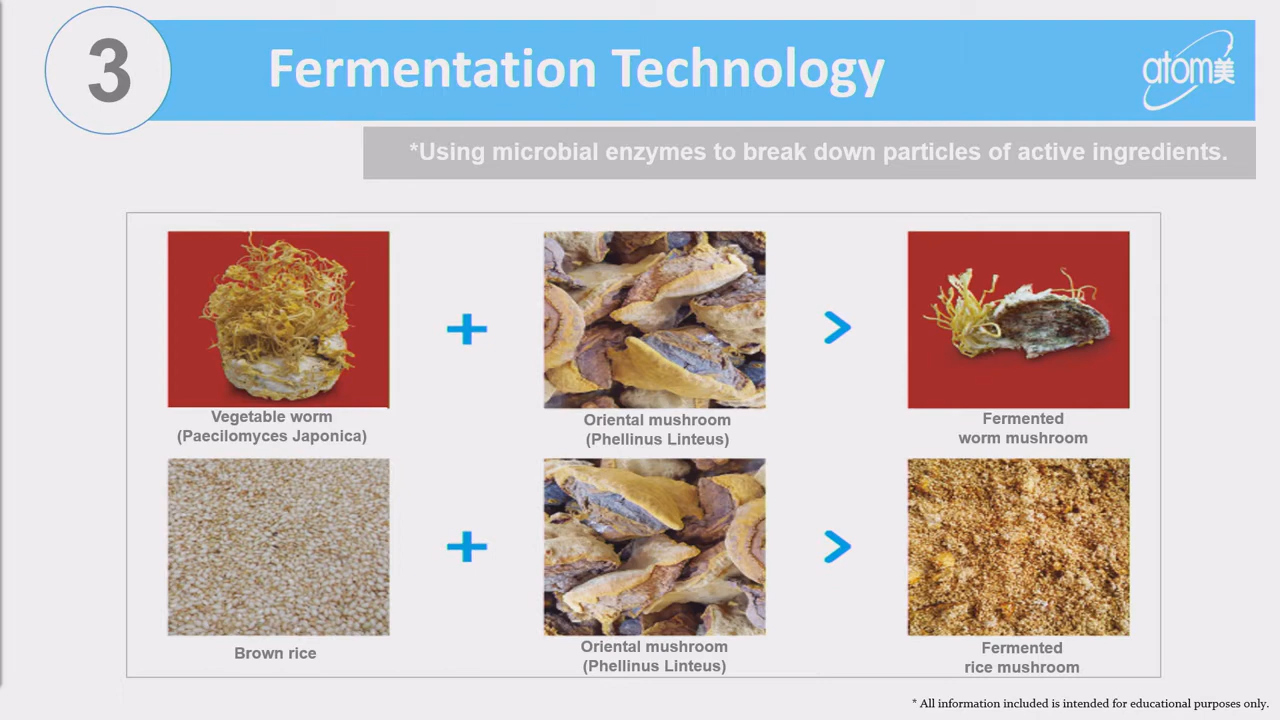 3
Fermentation Technology
atom美
*Using microbial enzymes to break down particles of active ingredients.
+
>
Vegetable worm
(Paecilomyces Japonica)
Oriental mushroom
(Phellinus Linteus)
Fermented
worm mushroom
+
>
Brown rice
Oriental mushroom
(Phellinus Linteus)
Fermented
rice mushroom
* All information included is intended for educational purposes only.